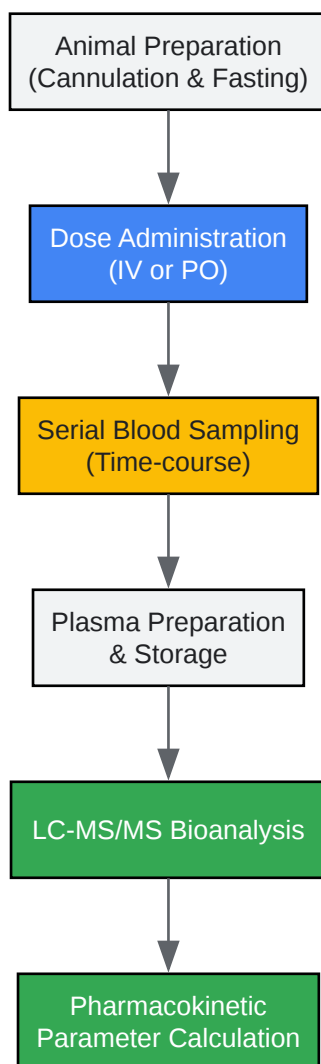 Animal Preparation
(Cannulation & Fasting)
Dose Administration
(IV or PO)
Serial Blood Sampling
(Time-course)
Plasma Preparation
& Storage
LC-MS/MS Bioanalysis
Pharmacokinetic
Parameter Calculation